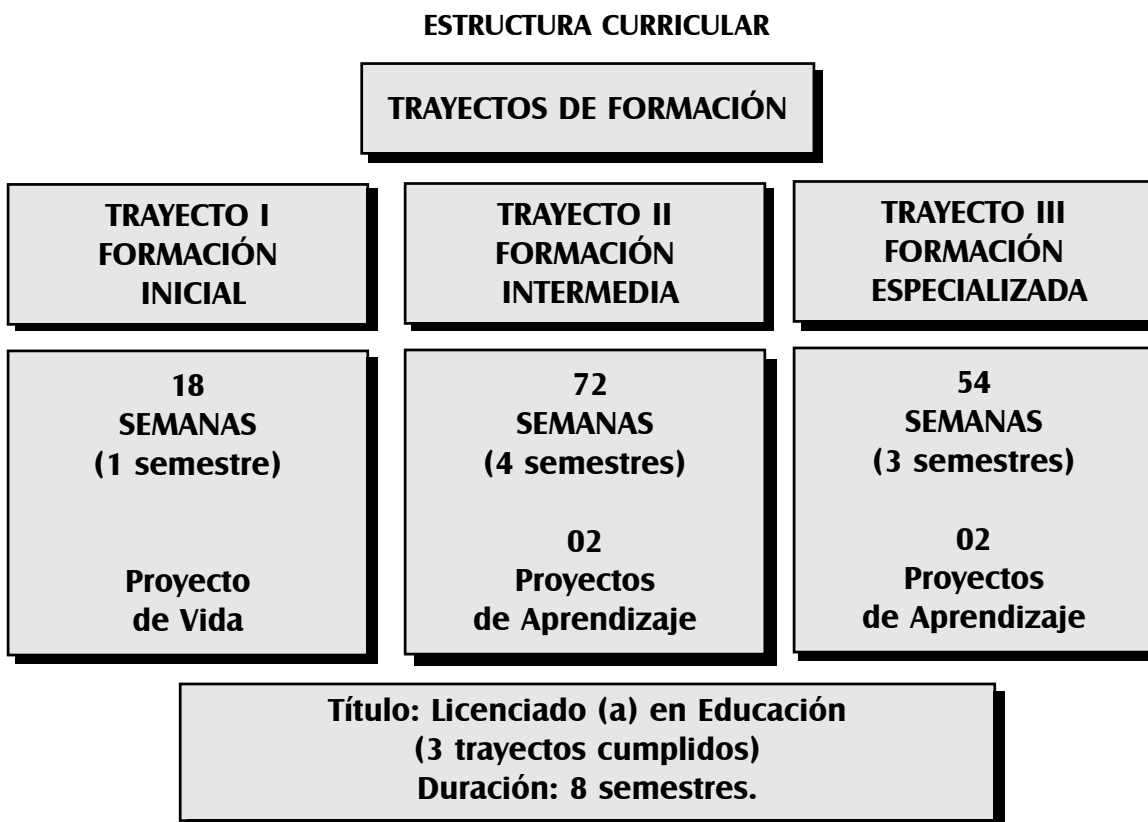 ESTRUCTURA CURRICULAR
TRAYECTOS DE FORMACIÓN
TRAYECTO I
FORMACIÓN
INICIAL
TRAYECTO II
FORMACIÓN
INTERMEDIA
TRAYECTO III
FORMACIÓN
ESPECIALIZADA
18
SEMANAS
(1 semestre)
Proyecto
de Vida
72
SEMANAS
(4 semestres)
02
Proyectos
de Aprendizaje
54
SEMANAS
(3 semestres)
02
Proyectos
de Aprendizaje
Título: Licenciado (a) en Educación
(3 trayectos cumplidos)
Duración: 8 semestres.